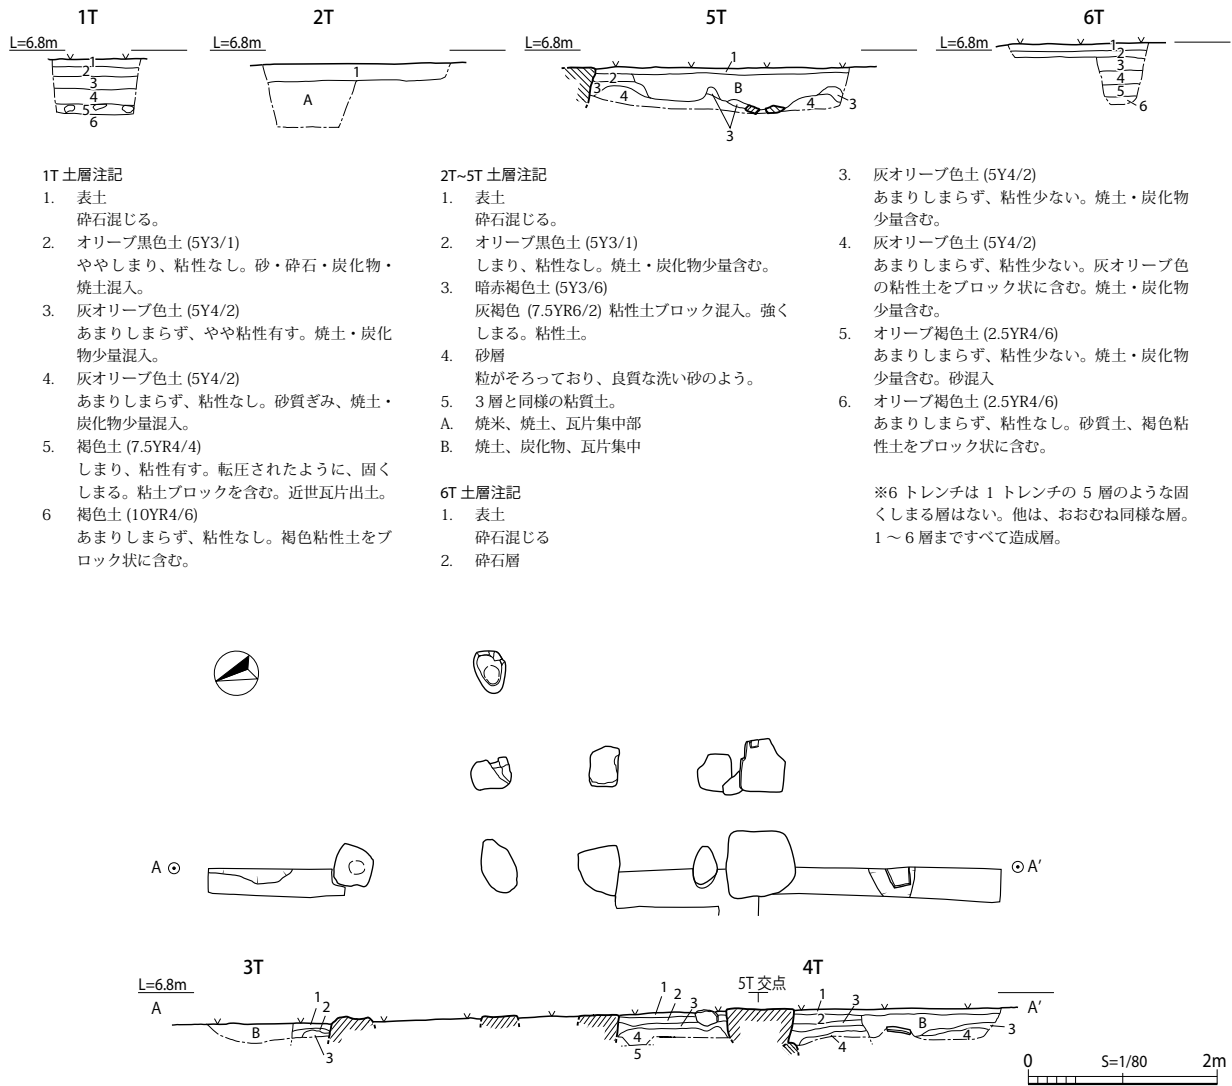 1T
2T
5T
6T
L=6.8m
1
2
3
4
5
6
L=6.8m
1
A
L=6.8m
1
2
3
4
B
4
3
3
L=6.8m
1
2
3
4
5
6
1T 土層注記
1. 表土
砕石混じる。
2. オリーブ黒色土 (5Y3/1)
ややしまり、粘性なし。砂・砕石・炭化物・
焼土混入。
3. 灰オリーブ色土 (5Y4/2)
あまりしまらず、やや粘性有す。焼土・炭化
物少量混入。
4. 灰オリーブ色土 (5Y4/2)
あまりしまらず、粘性なし。砂質ぎみ、焼土・
炭化物少量混入。
5. 褐色土 (7.5YR4/4)
しまり、粘性有す。転圧されたように、固く
しまる。粘土ブロックを含む。近世瓦片出土。
6 褐色土 (10YR4/6)
あまりしまらず、粘性なし。褐色粘性土をブ
ロック状に含む。
2T~5T 土層注記
1. 表土
砕石混じる。
2. オリーブ黒色土 (5Y3/1)
しまり、粘性なし。焼土・炭化物少量含む。
3. 暗赤褐色土 (5Y3/6)
灰褐色 (7.5YR6/2) 粘性土ブロック混入。強く
しまる。粘性土。
4. 砂層
粒がそろっており、良質な洗い砂のよう。
5. 3 層と同様の粘質土。
A. 焼米、焼土、瓦片集中部
B. 焼土、炭化物、瓦片集中
6T 土層注記
1. 表土
砕石混じる
2. 砕石層
3. 灰オリーブ色土 (5Y4/2)
あまりしまらず、粘性少ない。焼土・炭化物
少量含む。
4. 灰オリーブ色土 (5Y4/2)
あまりしまらず、粘性少ない。灰オリーブ色
の粘性土をブロック状に含む。焼土・炭化物
少量含む。
5. オリーブ褐色土 (2.5YR4/6)
あまりしまらず、粘性少ない。焼土・炭化物
少量含む。砂混入
6. オリーブ褐色土 (2.5YR4/6)
あまりしまらず、粘性なし。砂質土、褐色粘
性土をブロック状に含む。
※6 トレンチは 1 トレンチの 5 層のような固
くしまる層はない。他は、おおむね同様な層。
1 ~ 6 層まですべて造成層。
A
A′
3T
4T
L=6.8m
5T 交点
A
A′
B
1
2
3
1
2
3
4
5
1
2
3
4
B
4
3
0
S=1/80
2m